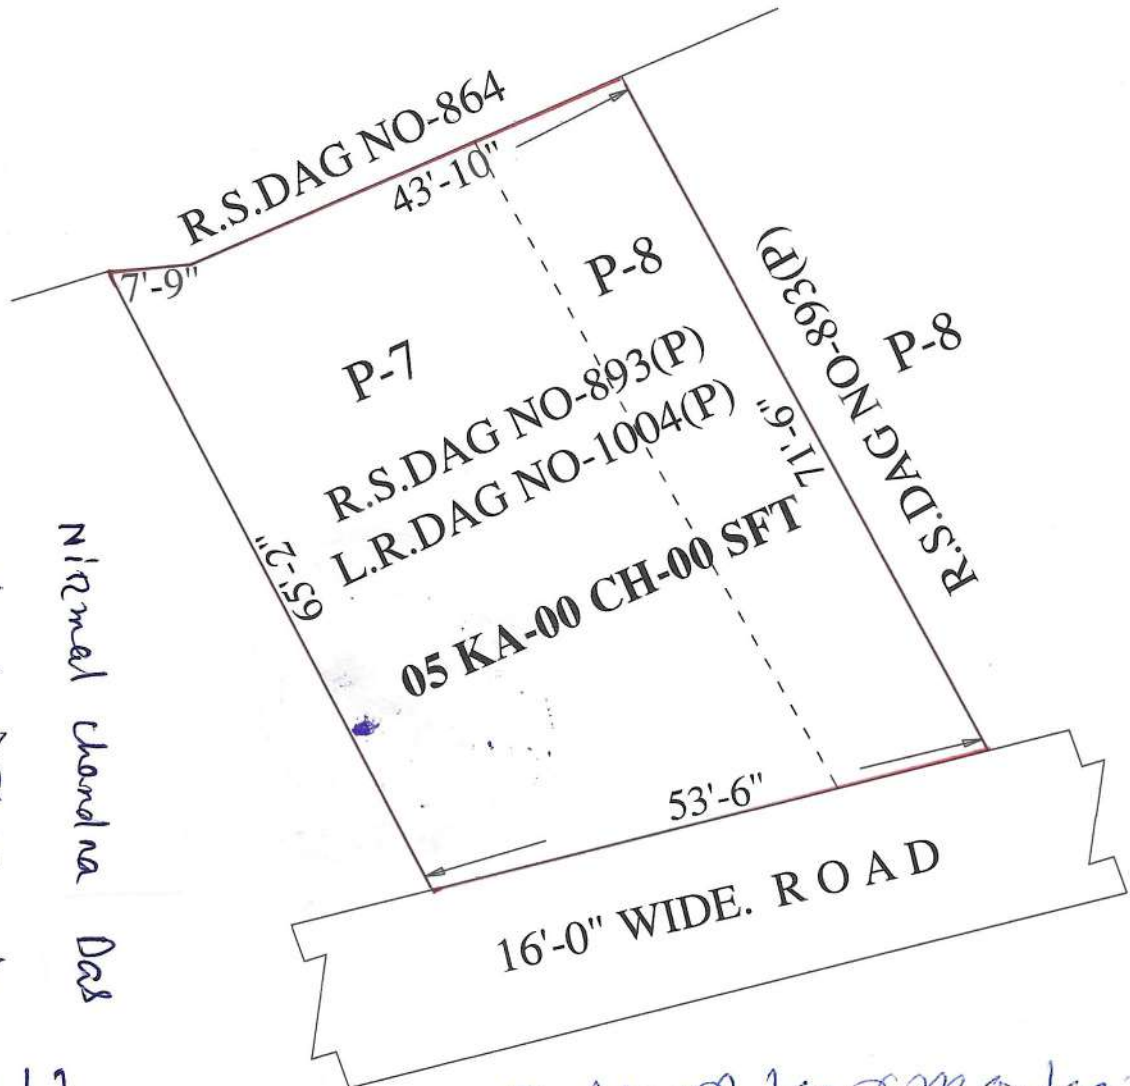 R.S.DAG NO-864
43'-10"
7'-9"
P-8
P-7
R.S.DAG NO-893(P)
P-8
R.S.DAG NO-893(P)
L.R.DAG NO-1004(P)
71'-6"
65'-2"
05 KA-00 CH-00 SFT
53'-6"
16'-0" WIDE. R O A D
Nirmal Chandra Das